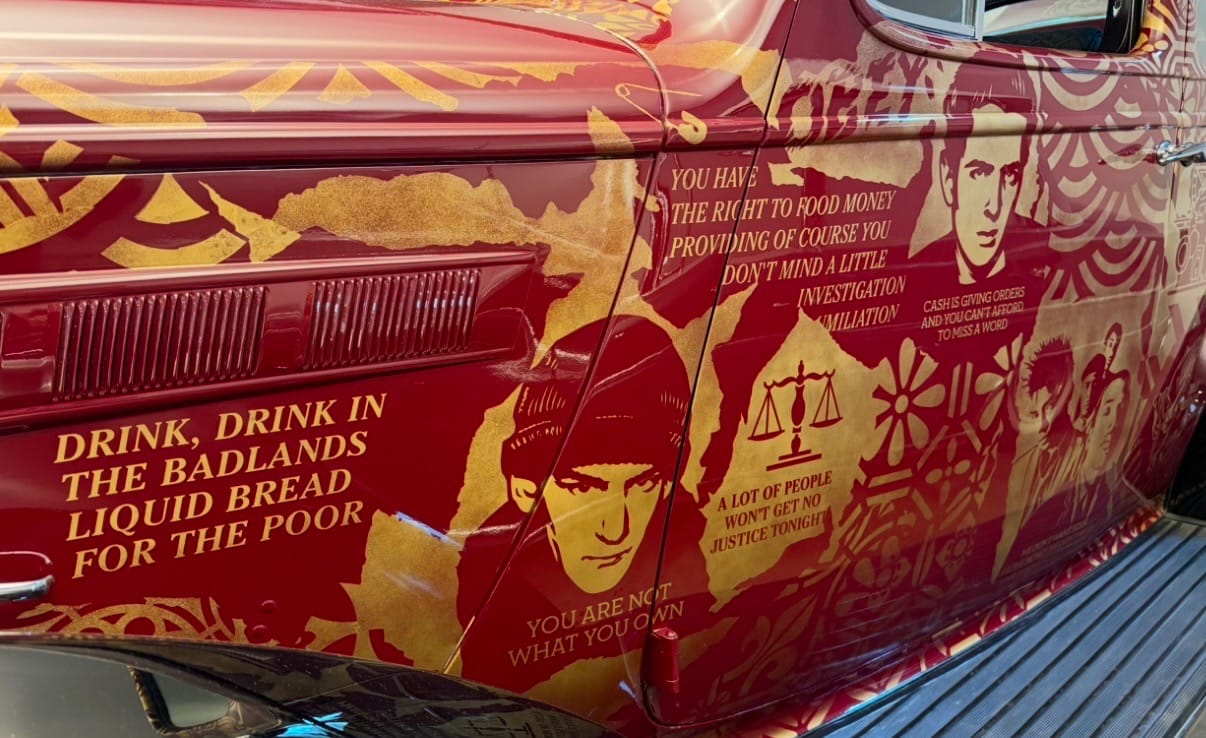 YOU HAVE
THE RIGHT TO FOOD MONEY
PROVIDING OF COURSE YOU
DON'T MIND A LITTLE
INVESTIGATION
CASH IS GIVING ORDERS
AND YOU CAN'T AFFORD
TO MISS A WORD
DRINK, DRINK IN
THE BADLANDS
LIQUID BREAD
FOR THE POOR
A LOT OF PEOPLE
WON'T GET NO
JUSTICE TONIGHT
YOU ARE NOT
WHAT YOU OWN